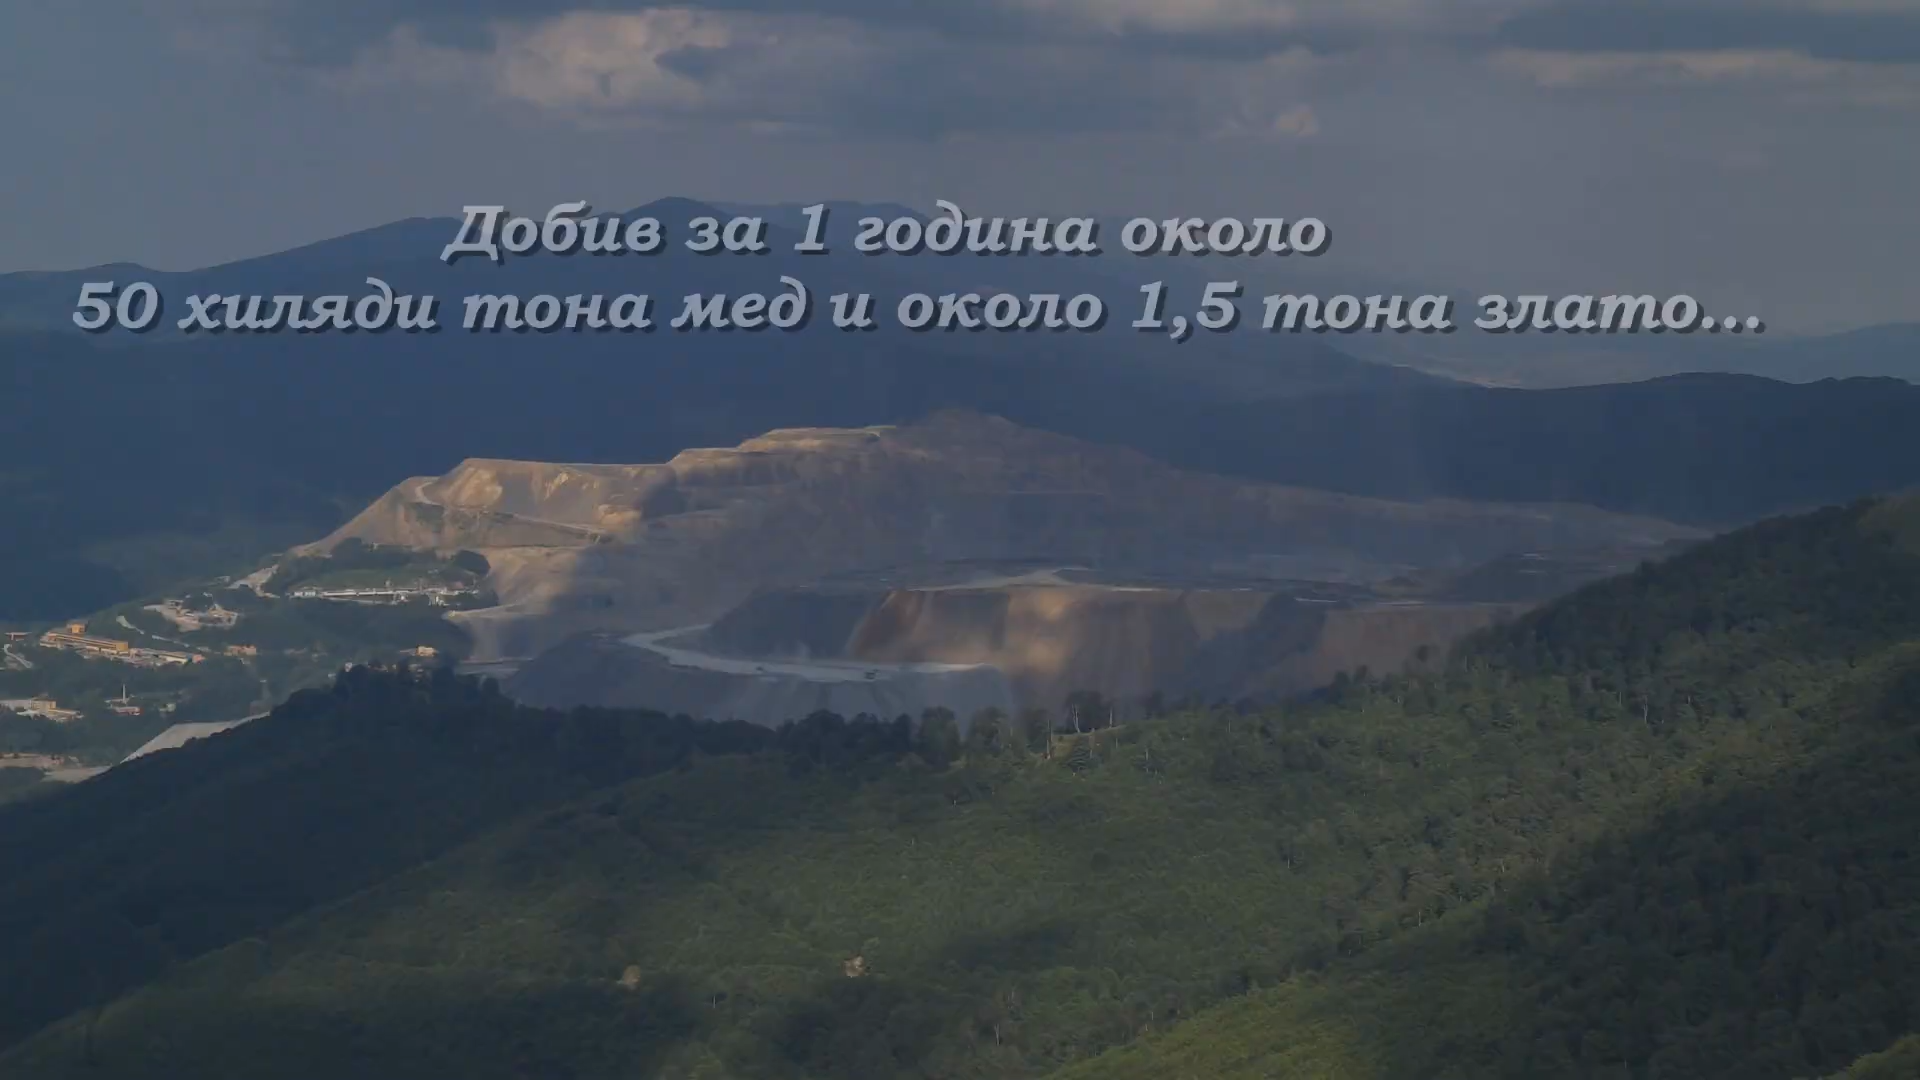 Добив за 1 година около
50 хиляди тона мед и около 1,5 тона злато...